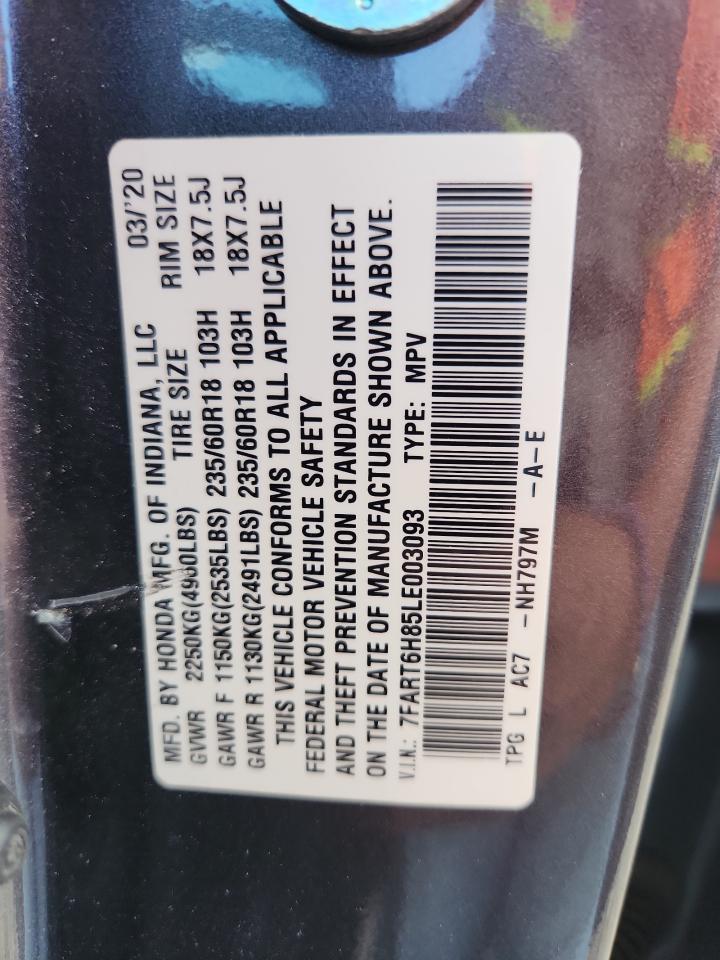 MFD. BY HONDA MFG. OF INDIANA, LLC 03/'20
GVWR 2250KG(4960LBS) TIRE SIZE RIM SIZE
GAWR F 1150KG(2535LBS) 235/60R18 103H 18X7.5J
GAWR R 1130KG(2491LBS) 235/60R18 103H 18X7.5J
THIS VEHICLE CONFORMS TO ALL APPLICABLE
FEDERAL MOTOR VEHICLE SAFETY
AND THEFT PREVENTION STANDARDS IN EFFECT
ON THE DATE OF MANUFACTURE SHOWN ABOVE.
V.I.N.: 7FART6H85LE003093 TYPE: MPV
TPG L AC7 -NH797M -A-E